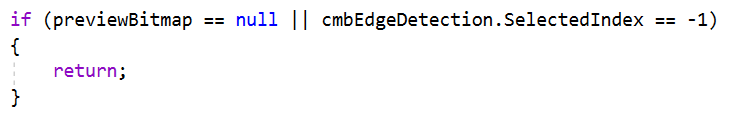 if (previewBitmap == null || cmbEdgeDetection.SelectedIndex == -1)
{
    return;
}